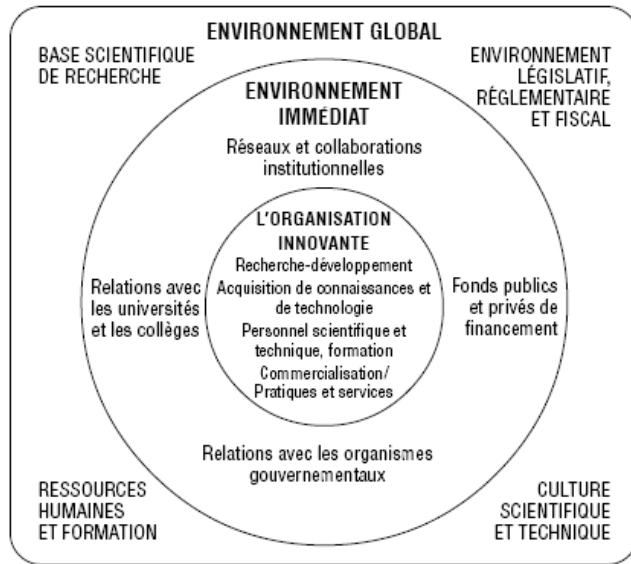 ENVIRONNEMENT GLOBAL
BASE SCIENTIFIQUE
DE RECHERCHE
ENVIRONNEMENT
LÉGISLATIF,
RÉGLEMENTAIRE
ET FISCAL
ENVIRONNEMENT
IMMÉDIAT
Réseaux et collaborations
institutionnelles
L'ORGANISATION
INNOVANTE
Recherche-développement
Acquisition de connaissances et
de technologie
Personnel scientifique et
technique, formation
Commercialisation/
Pratiques et services
Relations avec
les universités
et les collèges
Fonds publics
et privés de
financement
Relations avec les organismes
gouvernementaux
RESSOURCES
HUMAINES
ET FORMATION
CULTURE
SCIENTIFIQUE
ET TECHNIQUE